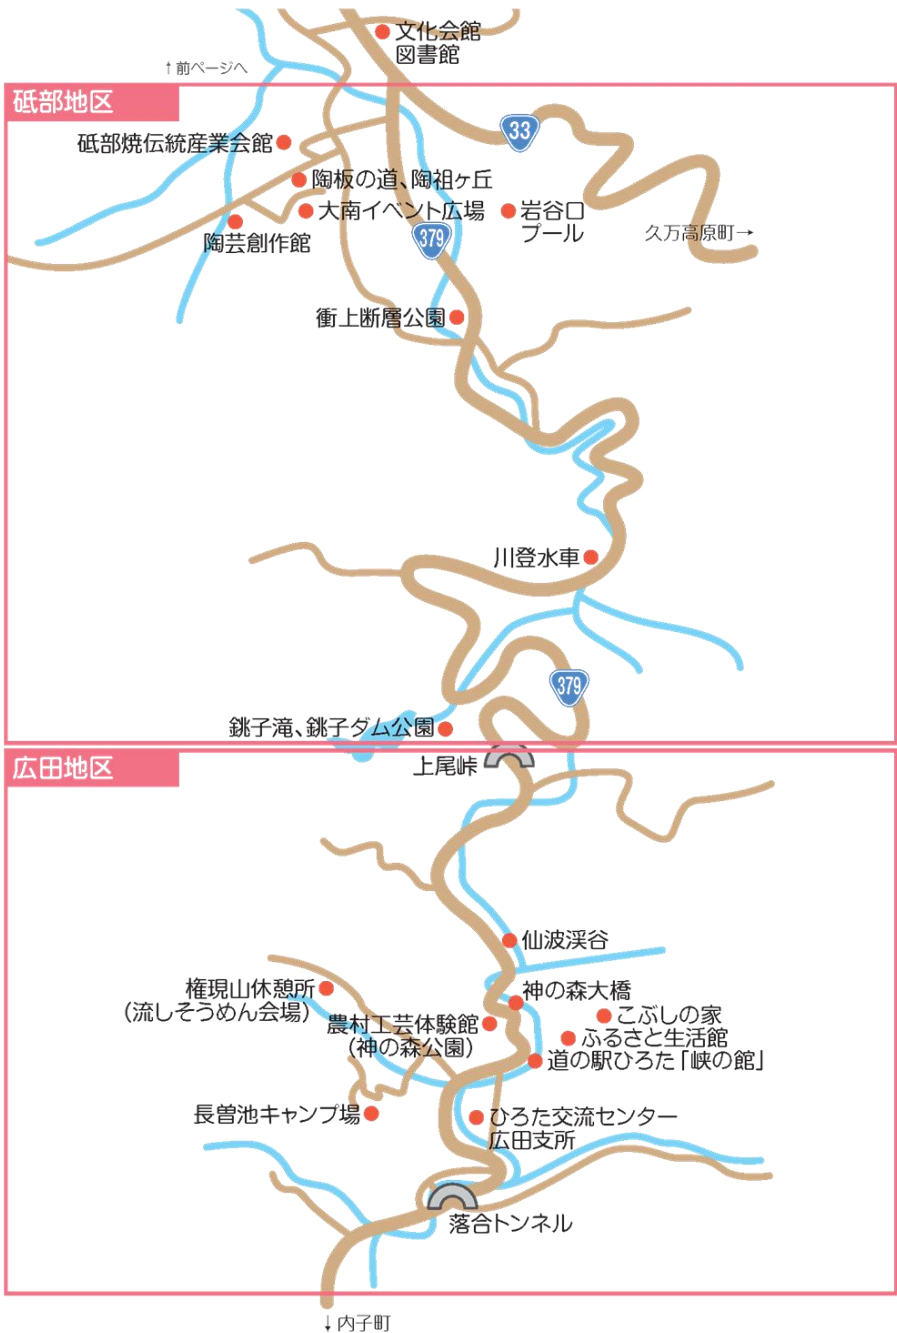 文化会館
図書館
↑前ページへ
砥部地区
33
砥部焼伝統産業会館
陶板の道、陶祖ヶ丘
大南イベント広場
岩谷口
プール
陶芸創作館
379
久万高原町→
衝上断層公園
川登水車
379
銚子滝、銚子ダム公園
上尾峠
広田地区
仙波渓谷
権現山休憩所
(流しそうめん会場)
神の森大橋
こぶしの家
農村工芸体験館
(神の森公園)
ふるさと生活館
道の駅ひろた「峡の館」
長曽池キャンプ場
ひろた交流センター
広田支所
落合トンネル
↓内子町